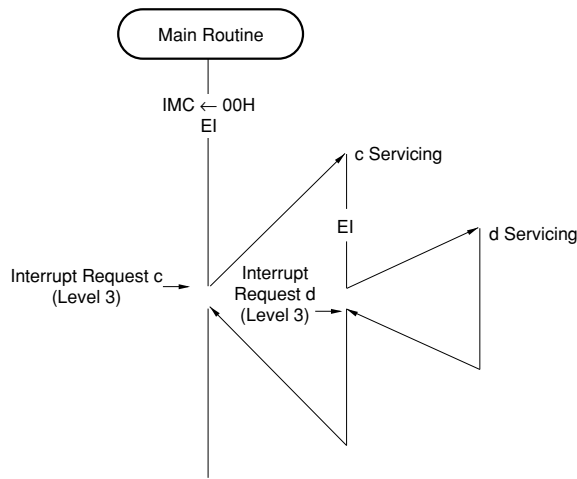 Main Routine
IMC ← 00H
EI
c Servicing
EI
d Servicing
Interrupt Request c
(Level 3)
Interrupt
Request d
(Level 3)